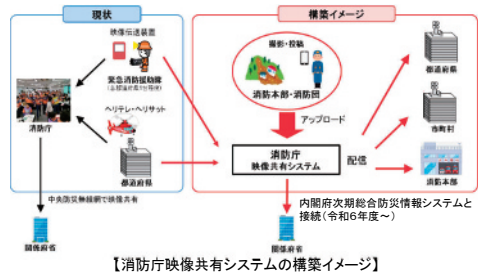 現状
映像伝送装置
緊急消防援助隊
消防庁
ヘリテレ・ヘリサット
都道府県
中央防災無線網で映像共有
関係府省
構築イメージ
撮影・投稿
消防本部・消防団
アップロード
消防庁
映像共有システム
配信
都道府県
市町村
消防本部
内閣府次期総合防災情報システムと
接続(令和6年度~)
関係府省
【消防庁映像共有システムの構築イメージ】